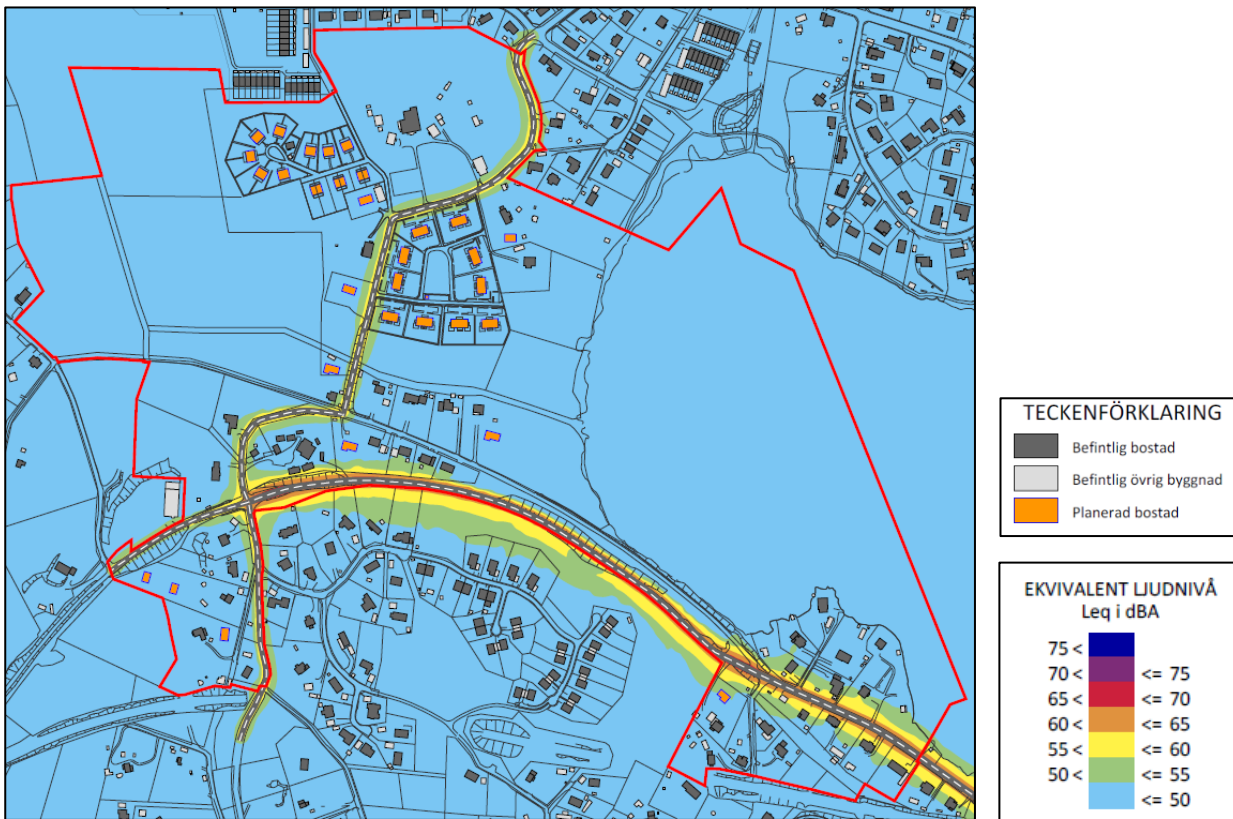 TECKENFÖRKLARING
Befintlig bostad
Befintlig övrig byggnad
Planerad bostad
EKVIVALENT LJUDNIVÅ
Leq i dBA
75 <
70 < <= 75
65 < <= 70
60 < <= 65
55 < <= 60
50 < <= 55
<= 50